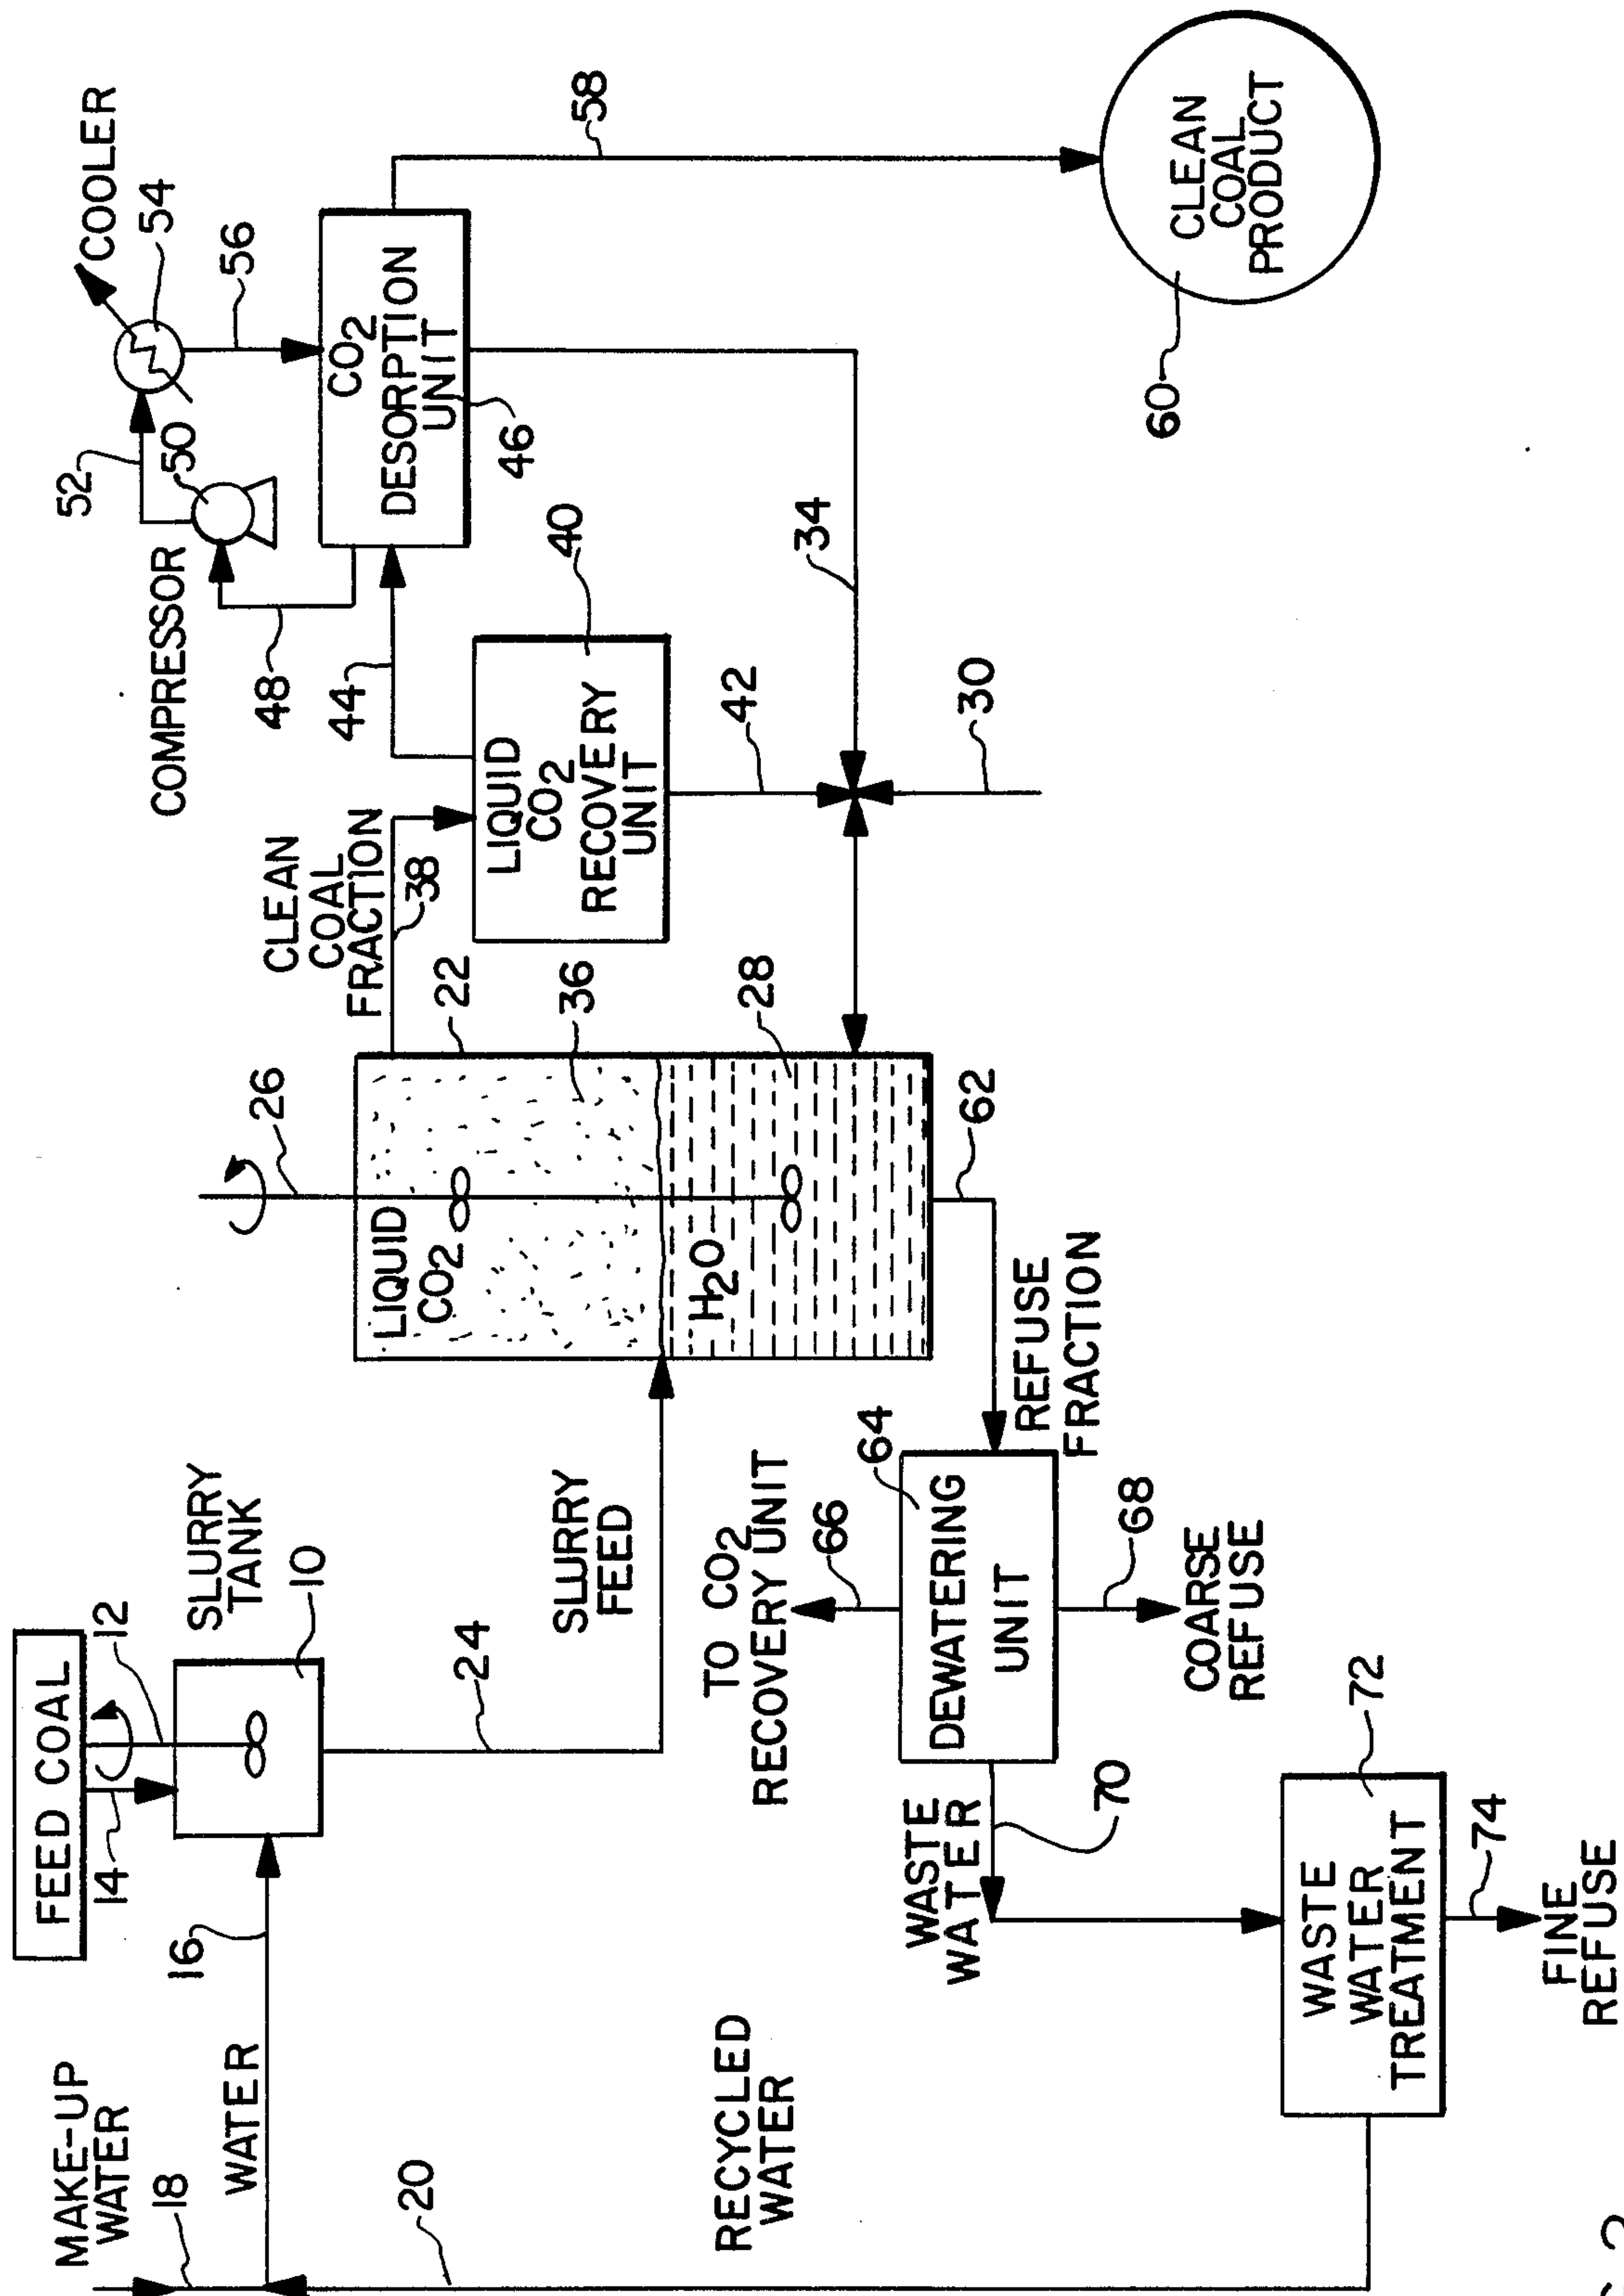 MAKE-UP
WATER
18
WATER
16
20
RECYCLED
WATER
FEED COAL
14
12
SLURRY
TANK
10
24
SLURRY
FEED
26
LIQUID
CO2
H2O
22
36
28
62
REFUSE
FRACTION
CLEAN
COAL
FRACTION
38
LIQUID
CO2
RECOVERY
UNIT
40
42
44
30
34
COMPRESSOR
48
50
52
COOLER
54
56
CO2
DESORPTION
UNIT
46
58
60
CLEAN
COAL
PRODUCT
TO CO2
RECOVERY UNIT
66
64
DEWATERING
UNIT
68
COARSE
REFUSE
WASTE
WATER
70
72
WASTE
WATER
TREATMENT
74
FINE
REFUSE